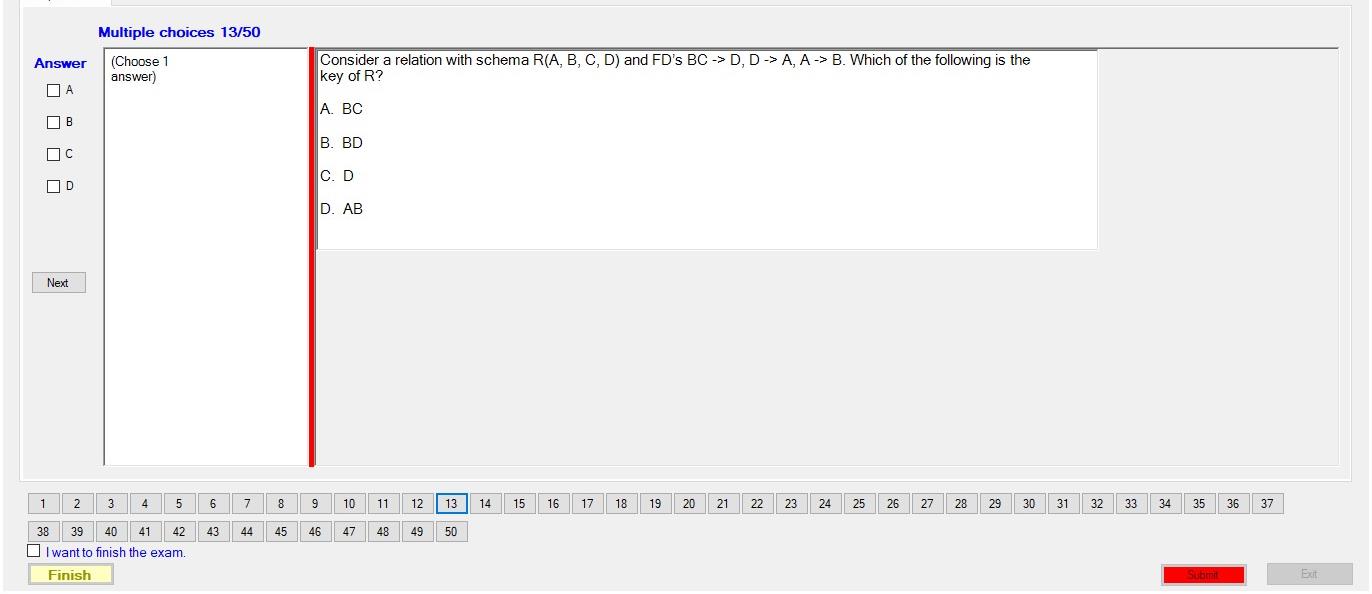 Multiple choices 13/50
Answer
(Choose 1
answer)
A
B
C
D
Next
Consider a relation with schema R(A, B, C, D) and FD's BC -> D, D -> A, A -> B. Which of the following is the
key of R?
A. BC
B. BD
C. D
D. AB
1 2 3 4 5 6 7 8 9 10 11 12 13 14 15 16 17 18 19 20 21 22 23 24 25 26 27 28 29 30 31 32 33 34 35 36 37
38 39 40 41 42 43 44 45 46 47 48 49 50
I want to finish the exam.
Finish Submit Exit